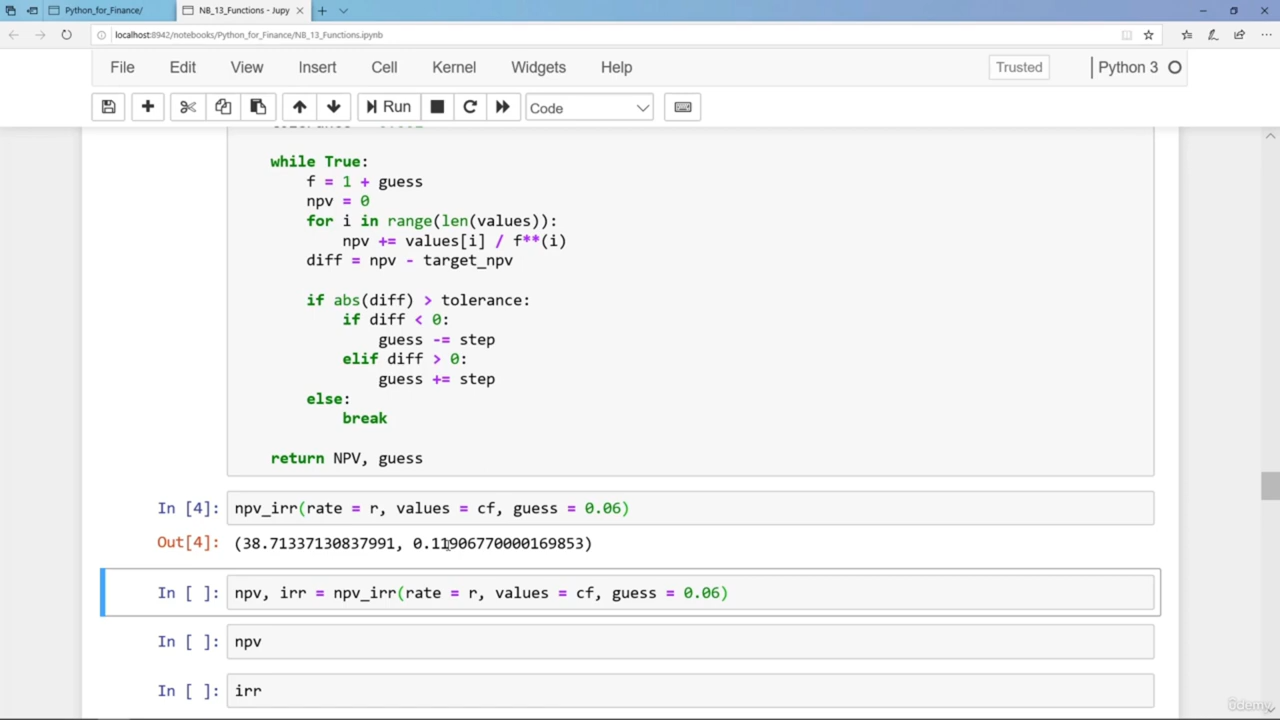 Python_for_Finance/
NB_13_Functions - Jupy
localhost:8942/notebooks/Python_for_Finance/NB_13_Functions.ipynb
File Edit View Insert Cell Kernel Widgets Help
Trusted
Python 3
Run
Code
while True:
f = 1 + guess
npv = 0
for i in range(len(values)):
npv += values[i] / f**(i)
diff = npv - target_npv
if abs(diff) > tolerance:
if diff < 0:
guess -= step
elif diff > 0:
guess += step
else:
break
return NPV, guess
In [4]: npv_irr(rate = r, values = cf, guess = 0.06)
Out[4]: (38.71337130837991, 0.11906770000169853)
In [ ]: npv, irr = npv_irr(rate = r, values = cf, guess = 0.06)
In [ ]: npv
In [ ]: irr
ûdemy